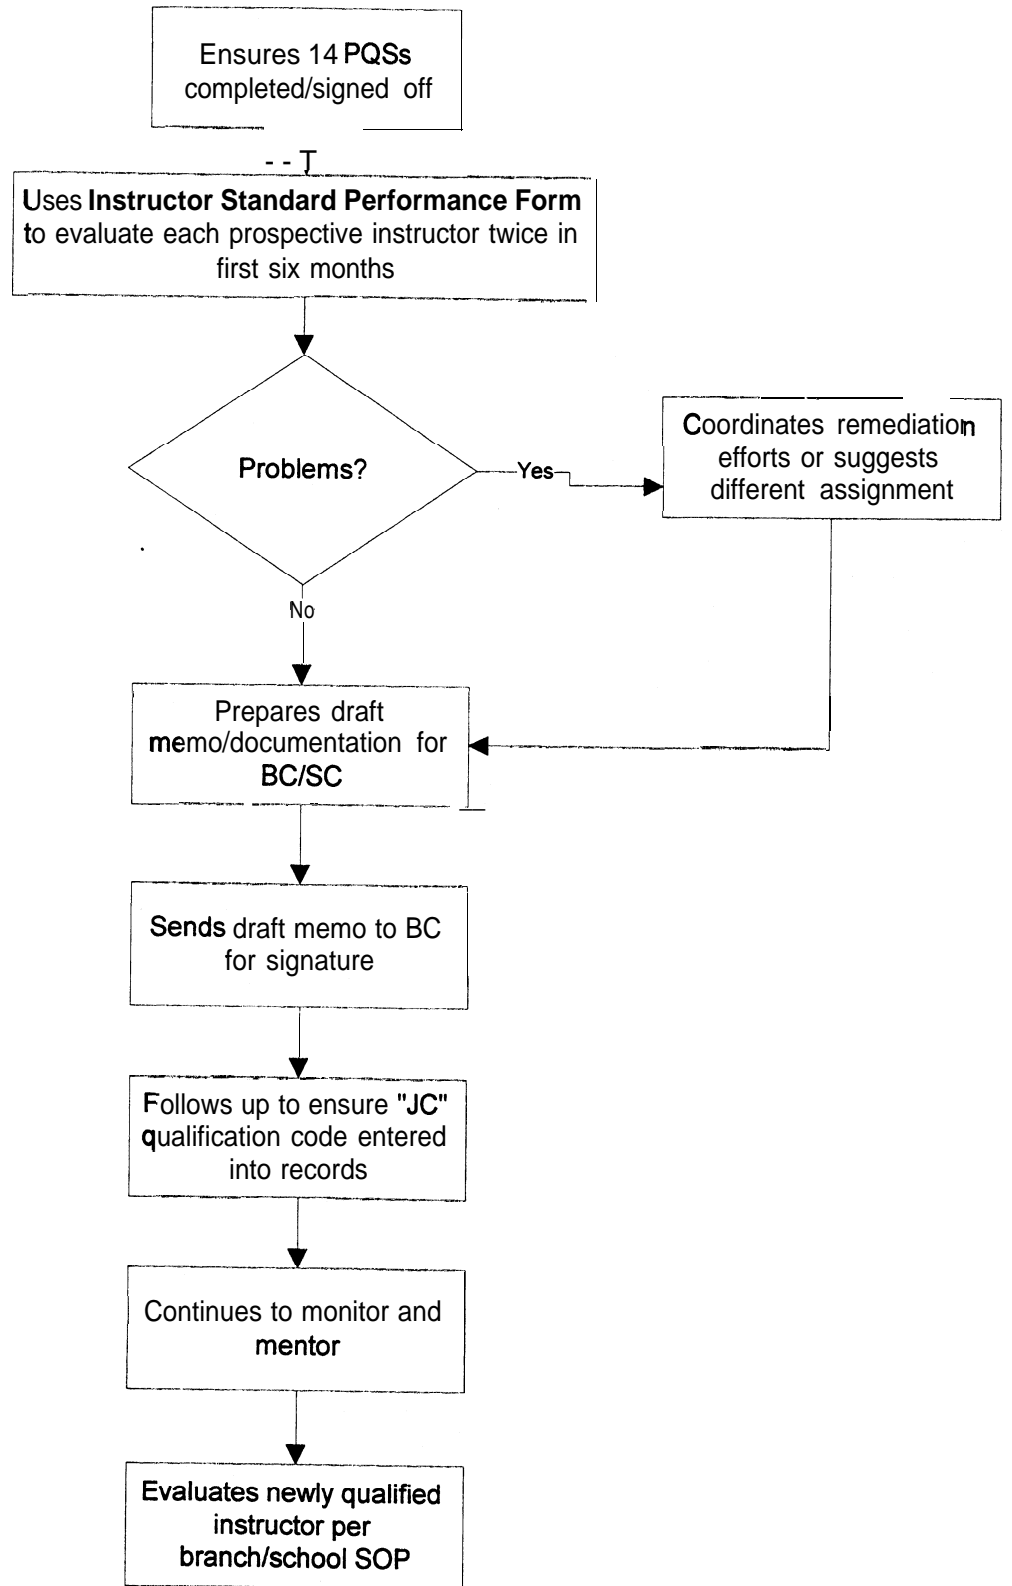 Ensures 14 PQSs
completed/signed off
Uses Instructor Standard Performance Form
to evaluate each prospective instructor twice in
first six months
Problems?
Yes
Coordinates remediation
efforts or suggests
different assignment
No
Prepares draft
memo/documentation for
BC/SC
Sends draft memo to BC
for signature
Follows up to ensure "JC"
qualification code entered
into records
Continues to monitor and
mentor
Evaluates newly qualified
instructor per
branch/school SOP